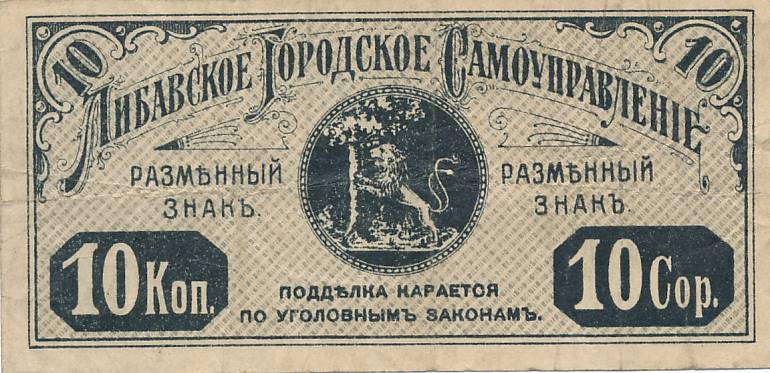 10 10
Либавское Городское Самоуправленіе
РАЗМѢННЫЙ
ЗНАКЪ.
РАЗМѢННЫЙ
ЗНАКЪ.
10 Коп.
10 Cop.
ПОДДѢЛКА КАРАЕТСЯ
ПО УГОЛОВНЫМЪ ЗАКОНАМЪ.